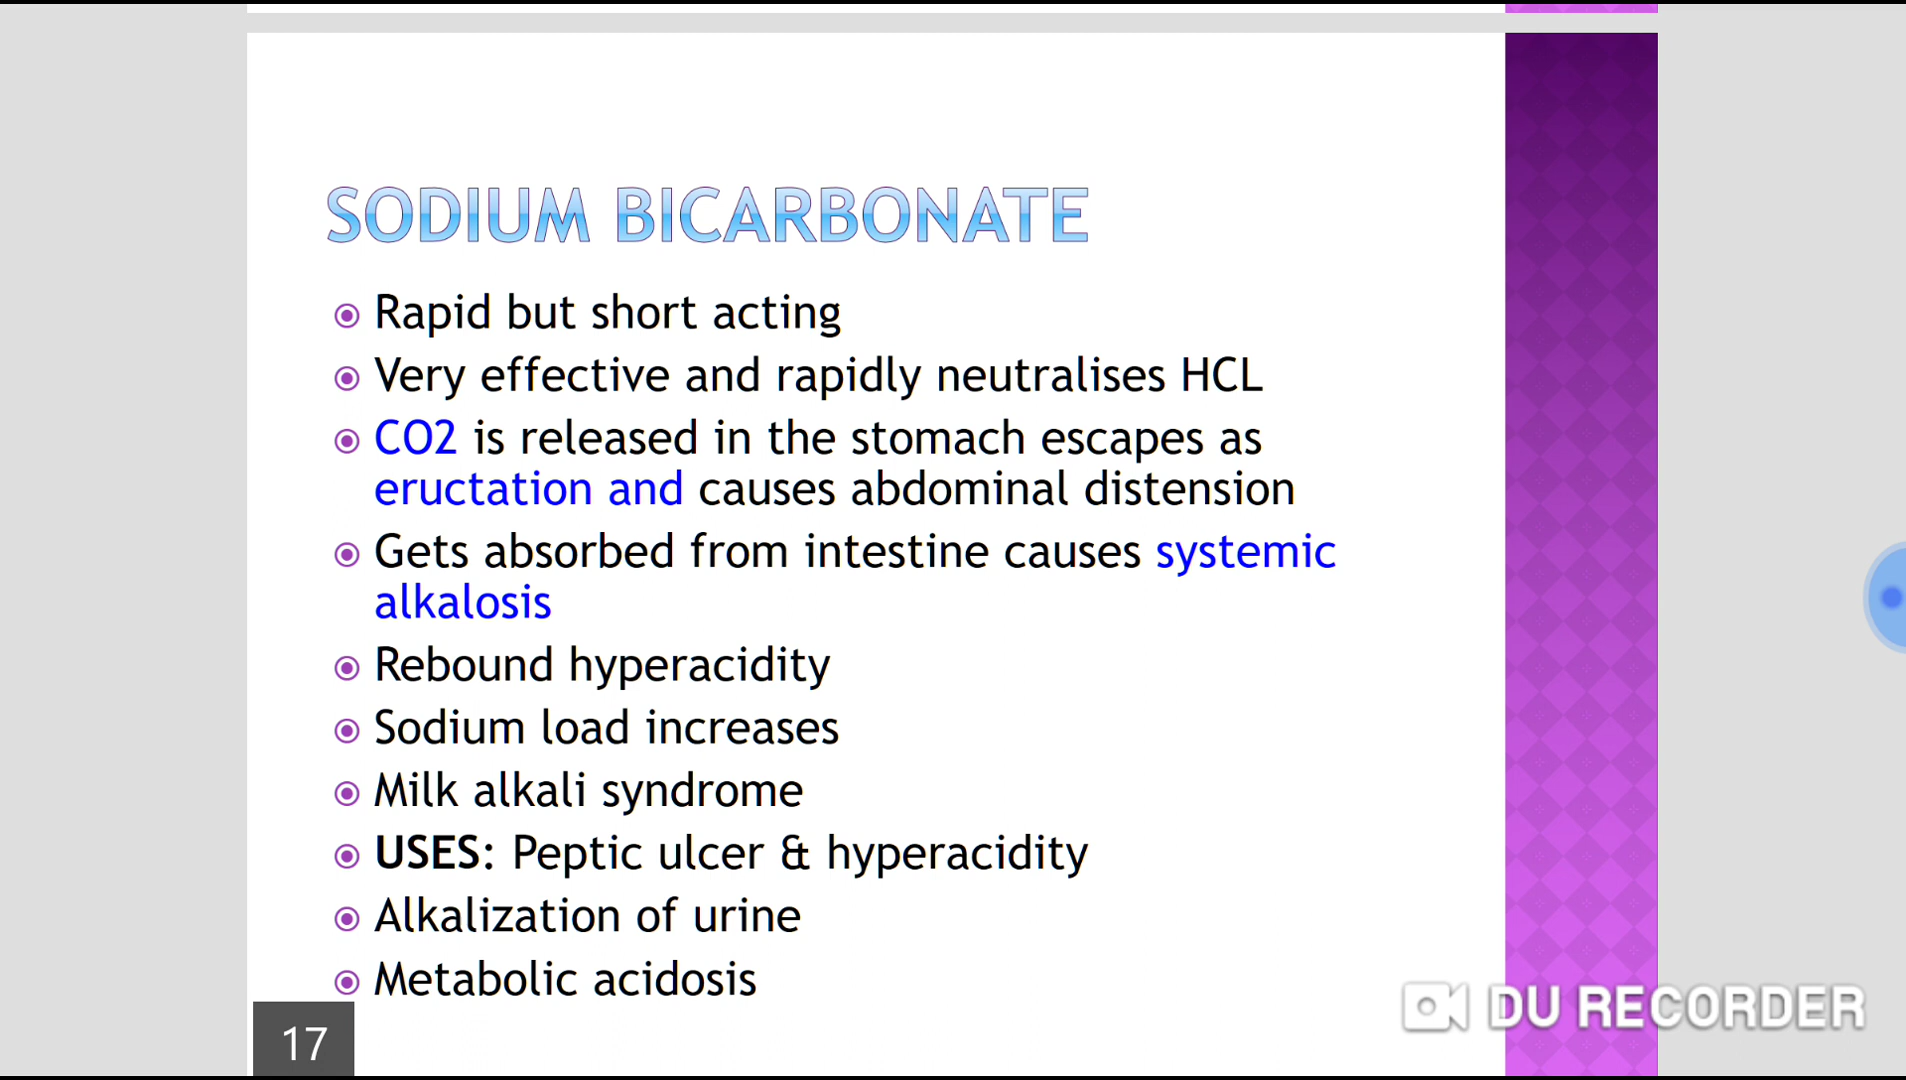 SODIUM BICARBONATE
Rapid but short acting
Very effective and rapidly neutralises HCL
CO2 is released in the stomach escapes as
eructation and causes abdominal distension
Gets absorbed from intestine causes systemic
alkalosis
Rebound hyperacidity
Sodium load increases
Milk alkali syndrome
USES: Peptic ulcer & hyperacidity
Alkalization of urine
Metabolic acidosis
17
DU RECORDER